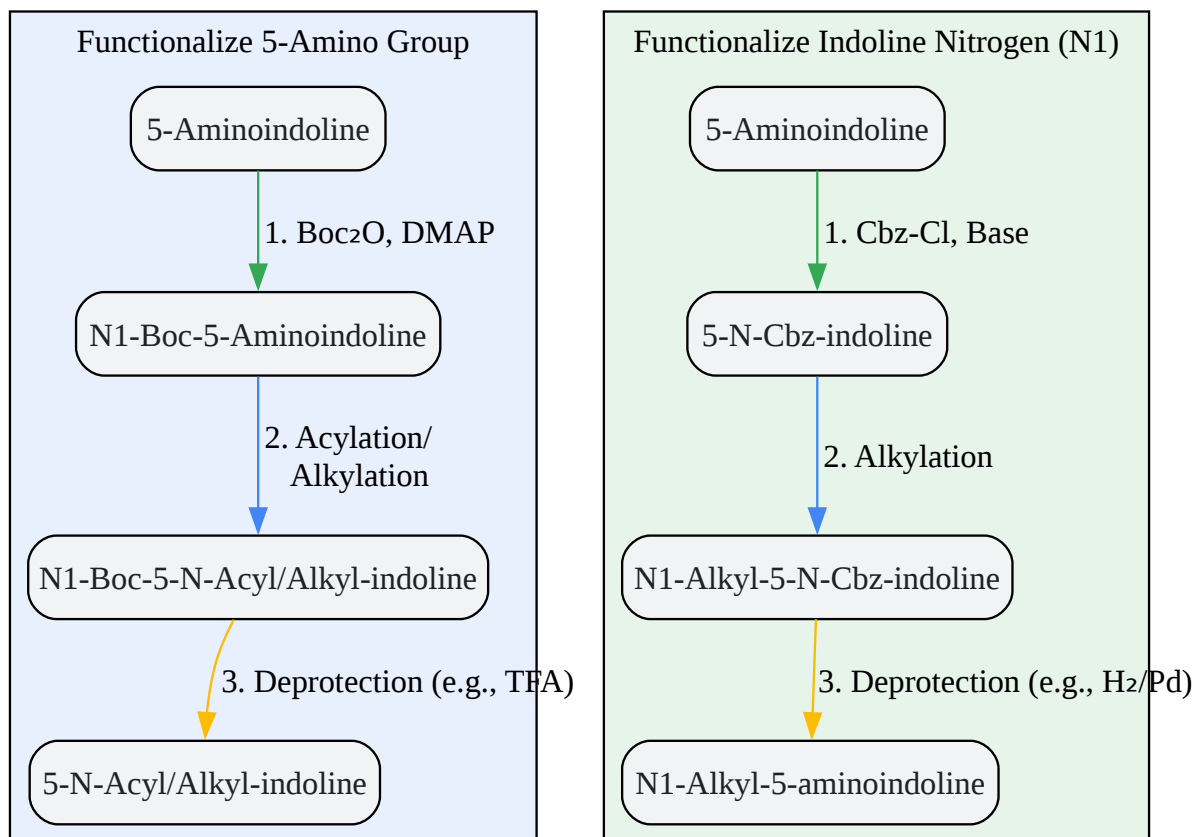 Functionalize 5-Amino Group
5-Aminoindoline
1. Boc₂O, DMAP
N1-Boc-5-Aminoindoline
2. Acylation/
Alkylation
N1-Boc-5-N-Acyl/Alkyl-indoline
3. Deprotection (e.g., TFA)
5-N-Acyl/Alkyl-indoline
Functionalize Indoline Nitrogen (N1)
5-Aminoindoline
1. Cbz-Cl, Base
5-N-Cbz-indoline
2. Alkylation
N1-Alkyl-5-N-Cbz-indoline
3. Deprotection (e.g., H₂/Pd)
N1-Alkyl-5-aminoindoline